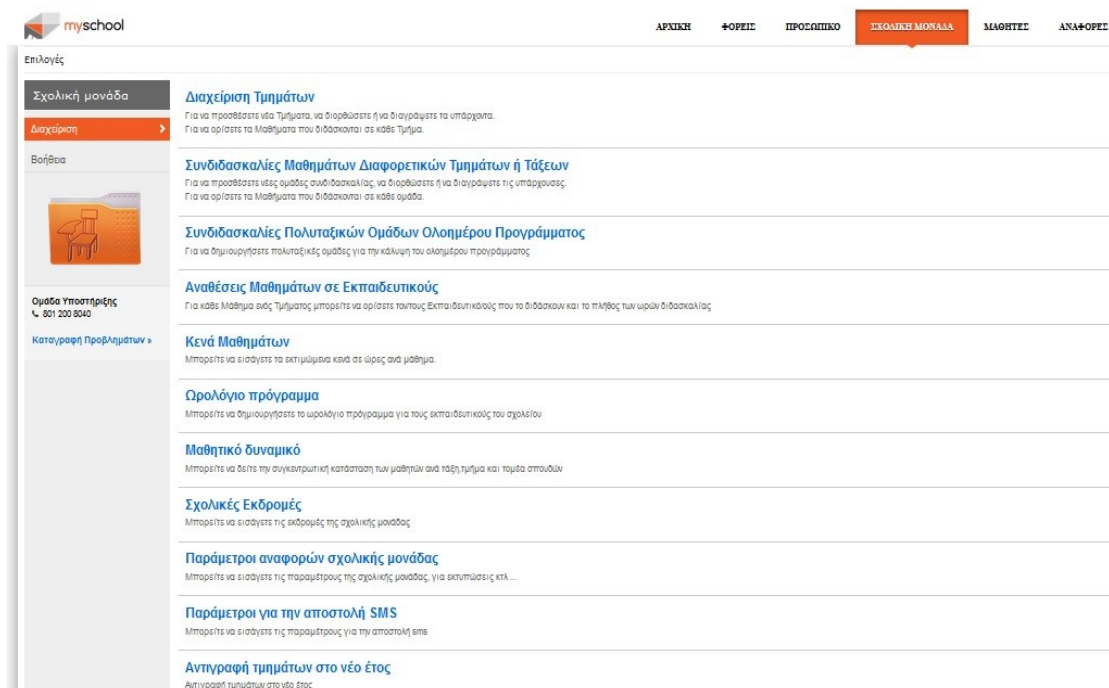 myschool
ΑΡΧΙΚΗ ΦΟΡΕΙΣ ΠΡΟΣΩΠΙΚΟ ΣΧΟΛΙΚΗ ΜΟΝΑΔΑ ΜΑΘΗΤΕΣ ΑΝΑΦΟΡΕΣ
Επιλογές
Σχολική μονάδα
Διαχείριση
Βοήθεια
Ομάδα Υποστήριξης
801 200 8040
Καταγραφή Προβλημάτων »
Διαχείριση Τμημάτων
Για να προσθέσετε νέα Τμήματα, να διορθώσετε ή να διαγράψετε τα υπάρχοντα.
Για να ορίσετε τα Μαθήματα που διδάσκονται σε κάθε Τμήμα.
Συνδιδασκαλίες Μαθημάτων Διαφορετικών Τμημάτων ή Τάξεων
Για να προσθέσετε νέες ομάδες συνδιδασκαλίας, να διορθώσετε ή να διαγράψετε τις υπάρχουσες.
Για να ορίσετε τα Μαθήματα που διδάσκονται σε κάθε ομάδα.
Συνδιδασκαλίες Πολυταξικών Ομάδων Ολοημέρου Προγράμματος
Για να δημιουργήσετε πολυταξικές ομάδες για την κάλυψη του ολοημέρου προγράμματος
Αναθέσεις Μαθημάτων σε Εκπαιδευτικούς
Για κάθε Μάθημα ενός Τμήματος μπορείτε να ορίσετε τον/τους Εκπαιδευτικό/ούς που το διδάσκουν και το πλήθος των ωρών διδασκαλίας
Κενά Μαθημάτων
Μπορείτε να εισάγετε τα εκτιμώμενα κενά σε ώρες ανά μάθημα.
Ωρολόγιο πρόγραμμα
Μπορείτε να δημιουργήσετε το ωρολόγιο πρόγραμμα για τους εκπαιδευτικούς του σχολείου
Μαθητικό δυναμικό
Μπορείτε να δείτε την συγκεντρωτική κατάσταση των μαθητών ανά τάξη,τμήμα και τομέα σπουδών
Σχολικές Εκδρομές
Μπορείτε να εισάγετε τις εκδρομές της σχολικής μονάδας
Παράμετροι αναφορών σχολικής μονάδας
Μπορείτε να εισάγετε τις παραμέτρους της σχολικής μονάδας, για εκτυπώσεις κτλ ...
Παράμετροι για την αποστολή SMS
Μπορείτε να εισάγετε τις παραμέτρους για την αποστολή sms
Αντιγραφή τμημάτων στο νέο έτος
Αντιγραφή τμημάτων στο νέο έτος